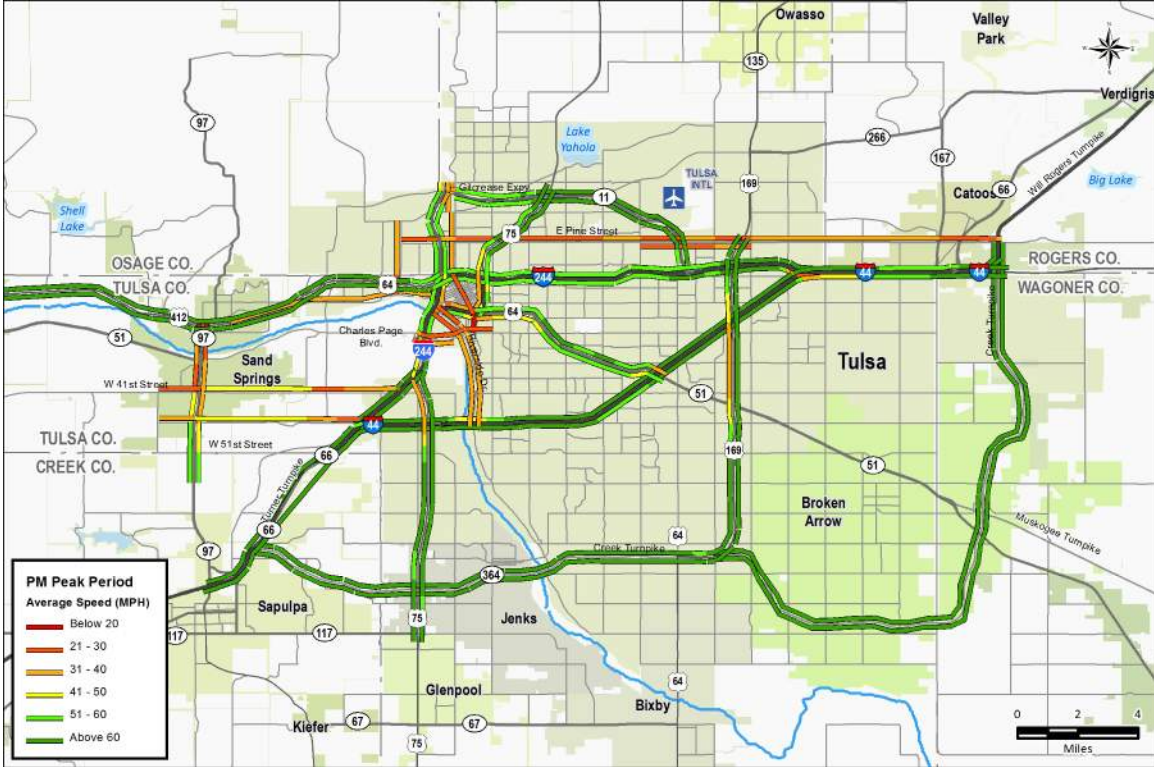 Owasso
Valley
Park
N
W
E
S
135
Verdigris
97
Lake
Yahola
266
167
Will Rogers Turnpike
TULSA
INTL
169
Catoosa
66
Big Lake
Gilcrease Expy
11
Shell
Lake
75
E Pine Street
OSAGE CO.
TULSA CO.
64
244
44
44
ROGERS CO.
WAGONER CO.
412
51
97
Charles Page
Blvd.
64
Riverside Dr
244
Creek Turnpike
Sand
Springs
Tulsa
W 41st Street
51
44
TULSA CO.
CREEK CO.
W 51st Street
66
169
51
Turner Turnpike
Broken
Arrow
66
64
Muskogee Turnpike
Creek Turnpike
97
364
PM Peak Period
Average Speed (MPH)
Below 20
21 - 30
31 - 40
41 - 50
51 - 60
Above 60
Sapulpa
75
Jenks
117
117
Glenpool
64
Bixby
Kiefer
67
67
75
0
2
4
Miles